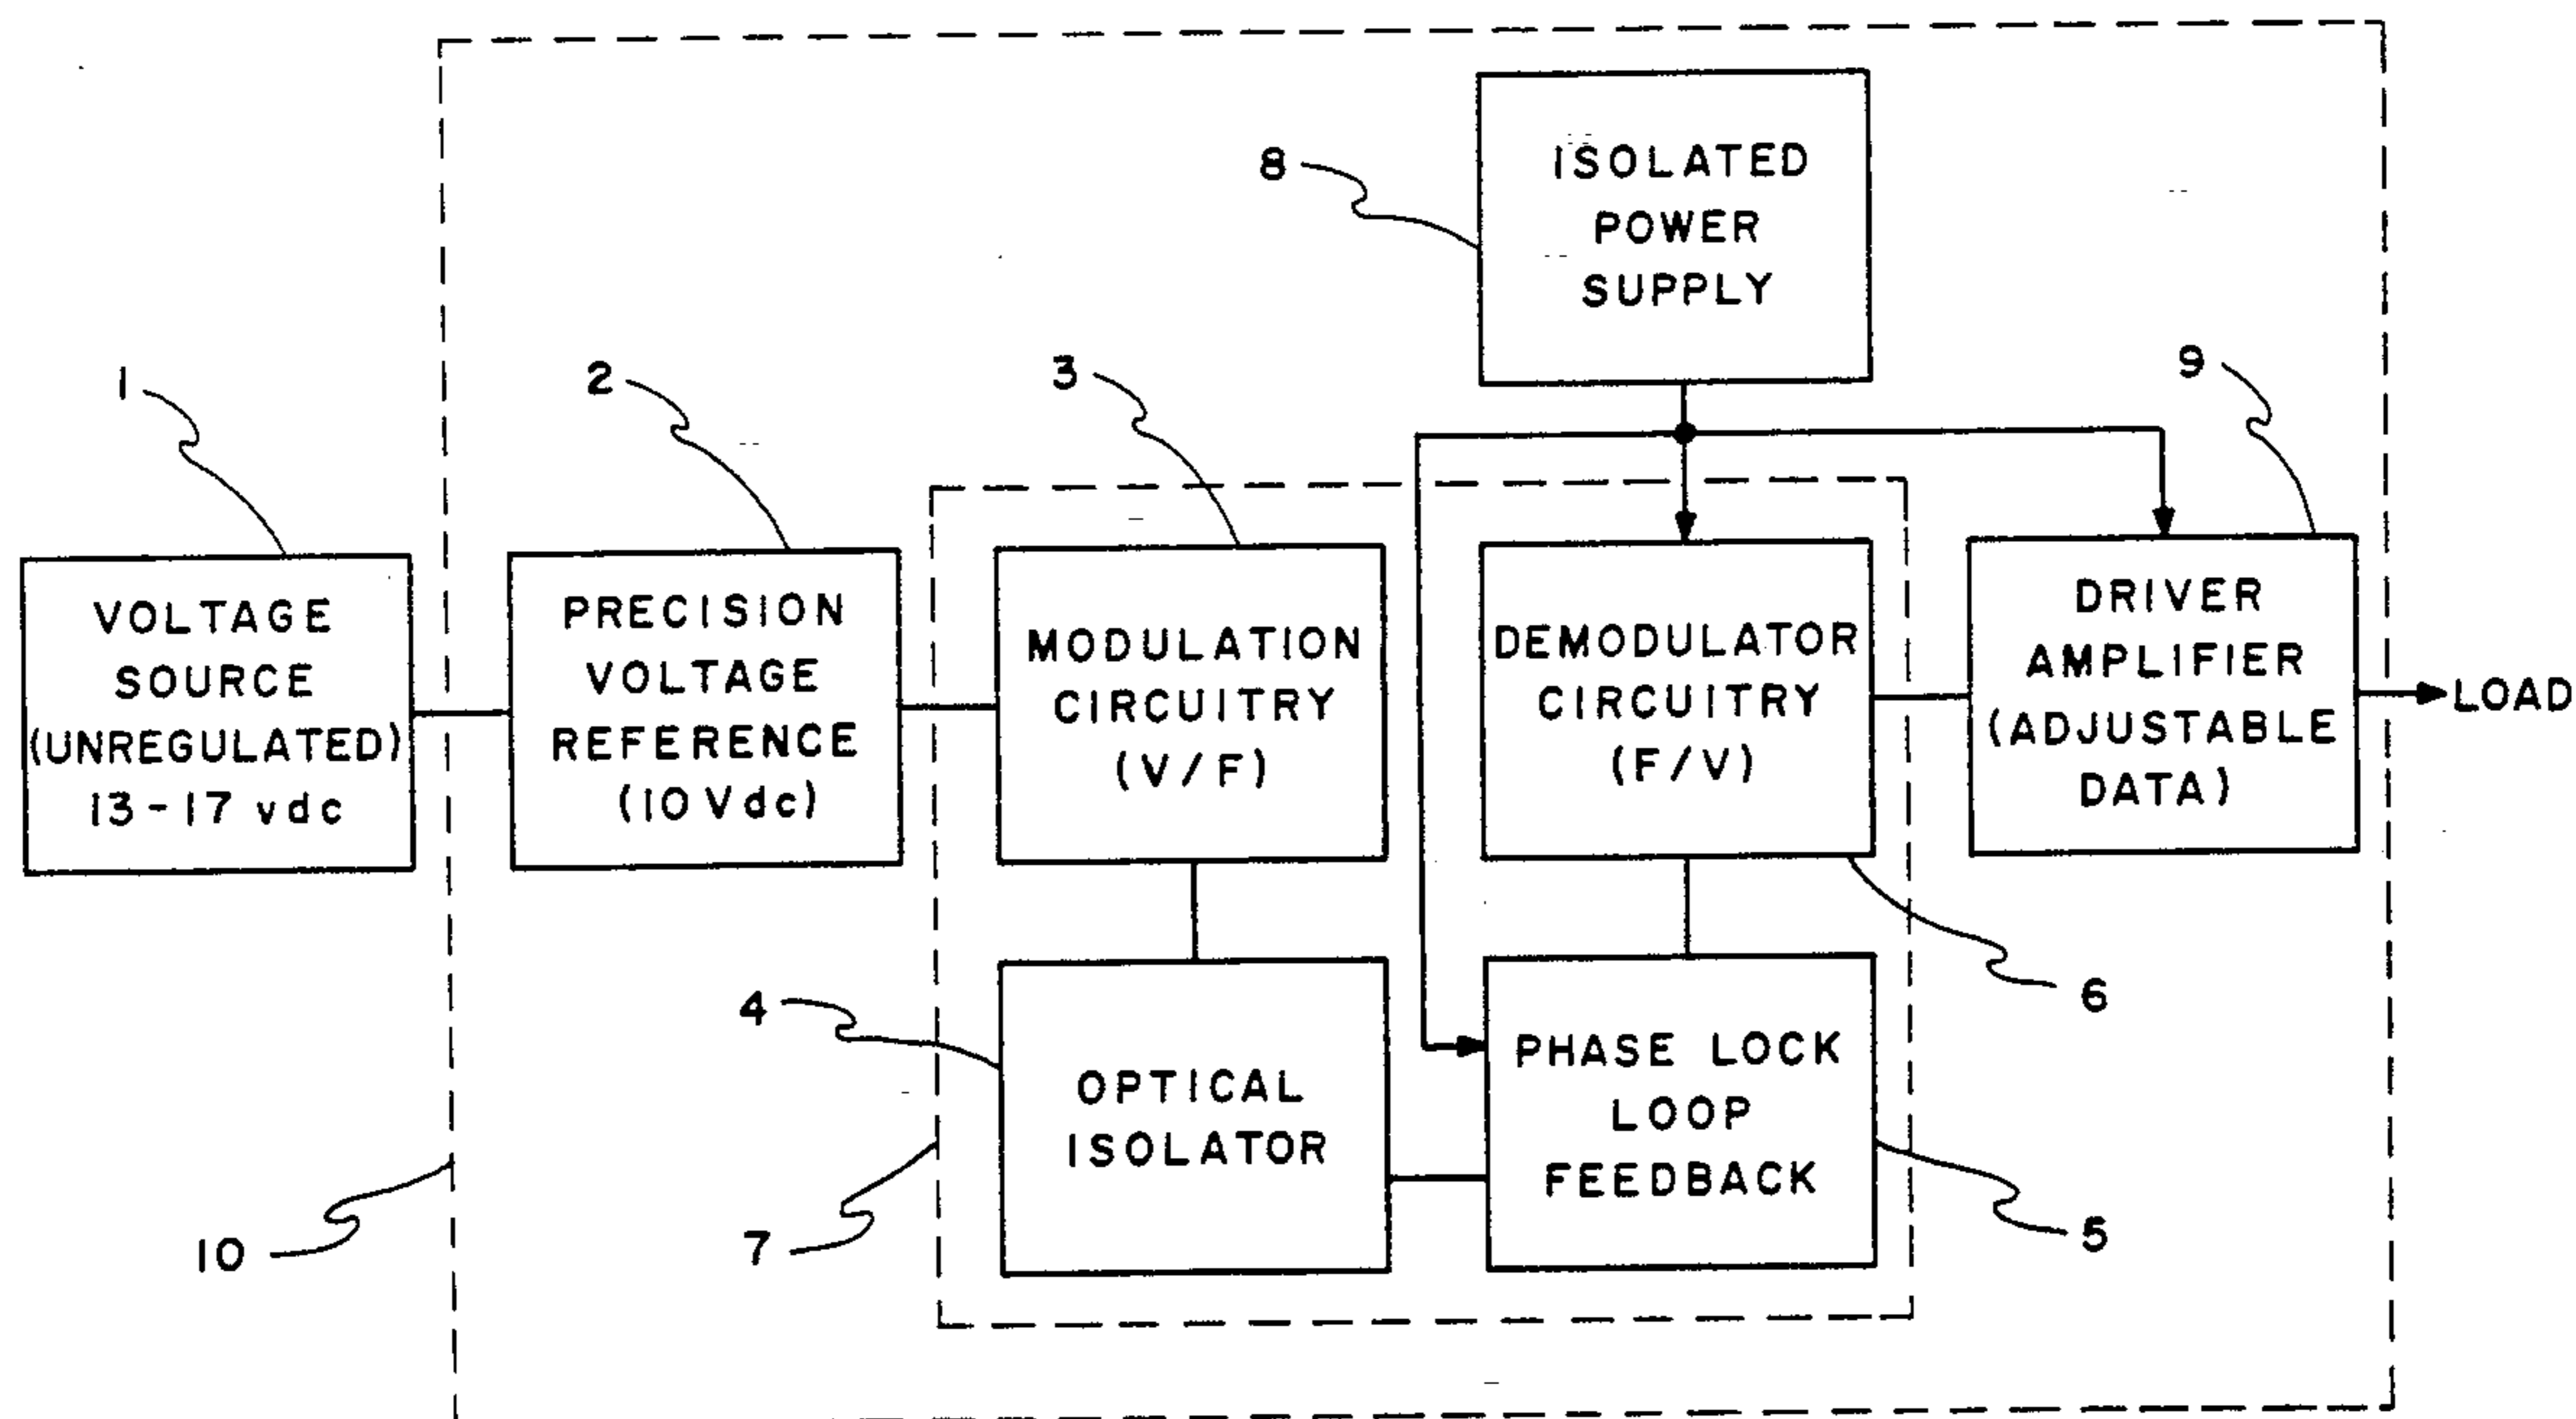 8
ISOLATED
POWER
SUPPLY
1
2
3
9
VOLTAGE
SOURCE
(UNREGULATED)
13-17 vdc
PRECISION
VOLTAGE
REFERENCE
(10 Vdc)
MODULATION
CIRCUITRY
(V/F)
DEMODULATOR
CIRCUITRY
(F/V)
DRIVER
AMPLIFIER
(ADJUSTABLE
DATA)
LOAD
4
OPTICAL
ISOLATOR
PHASE LOCK
LOOP
FEEDBACK
6
10
7
5